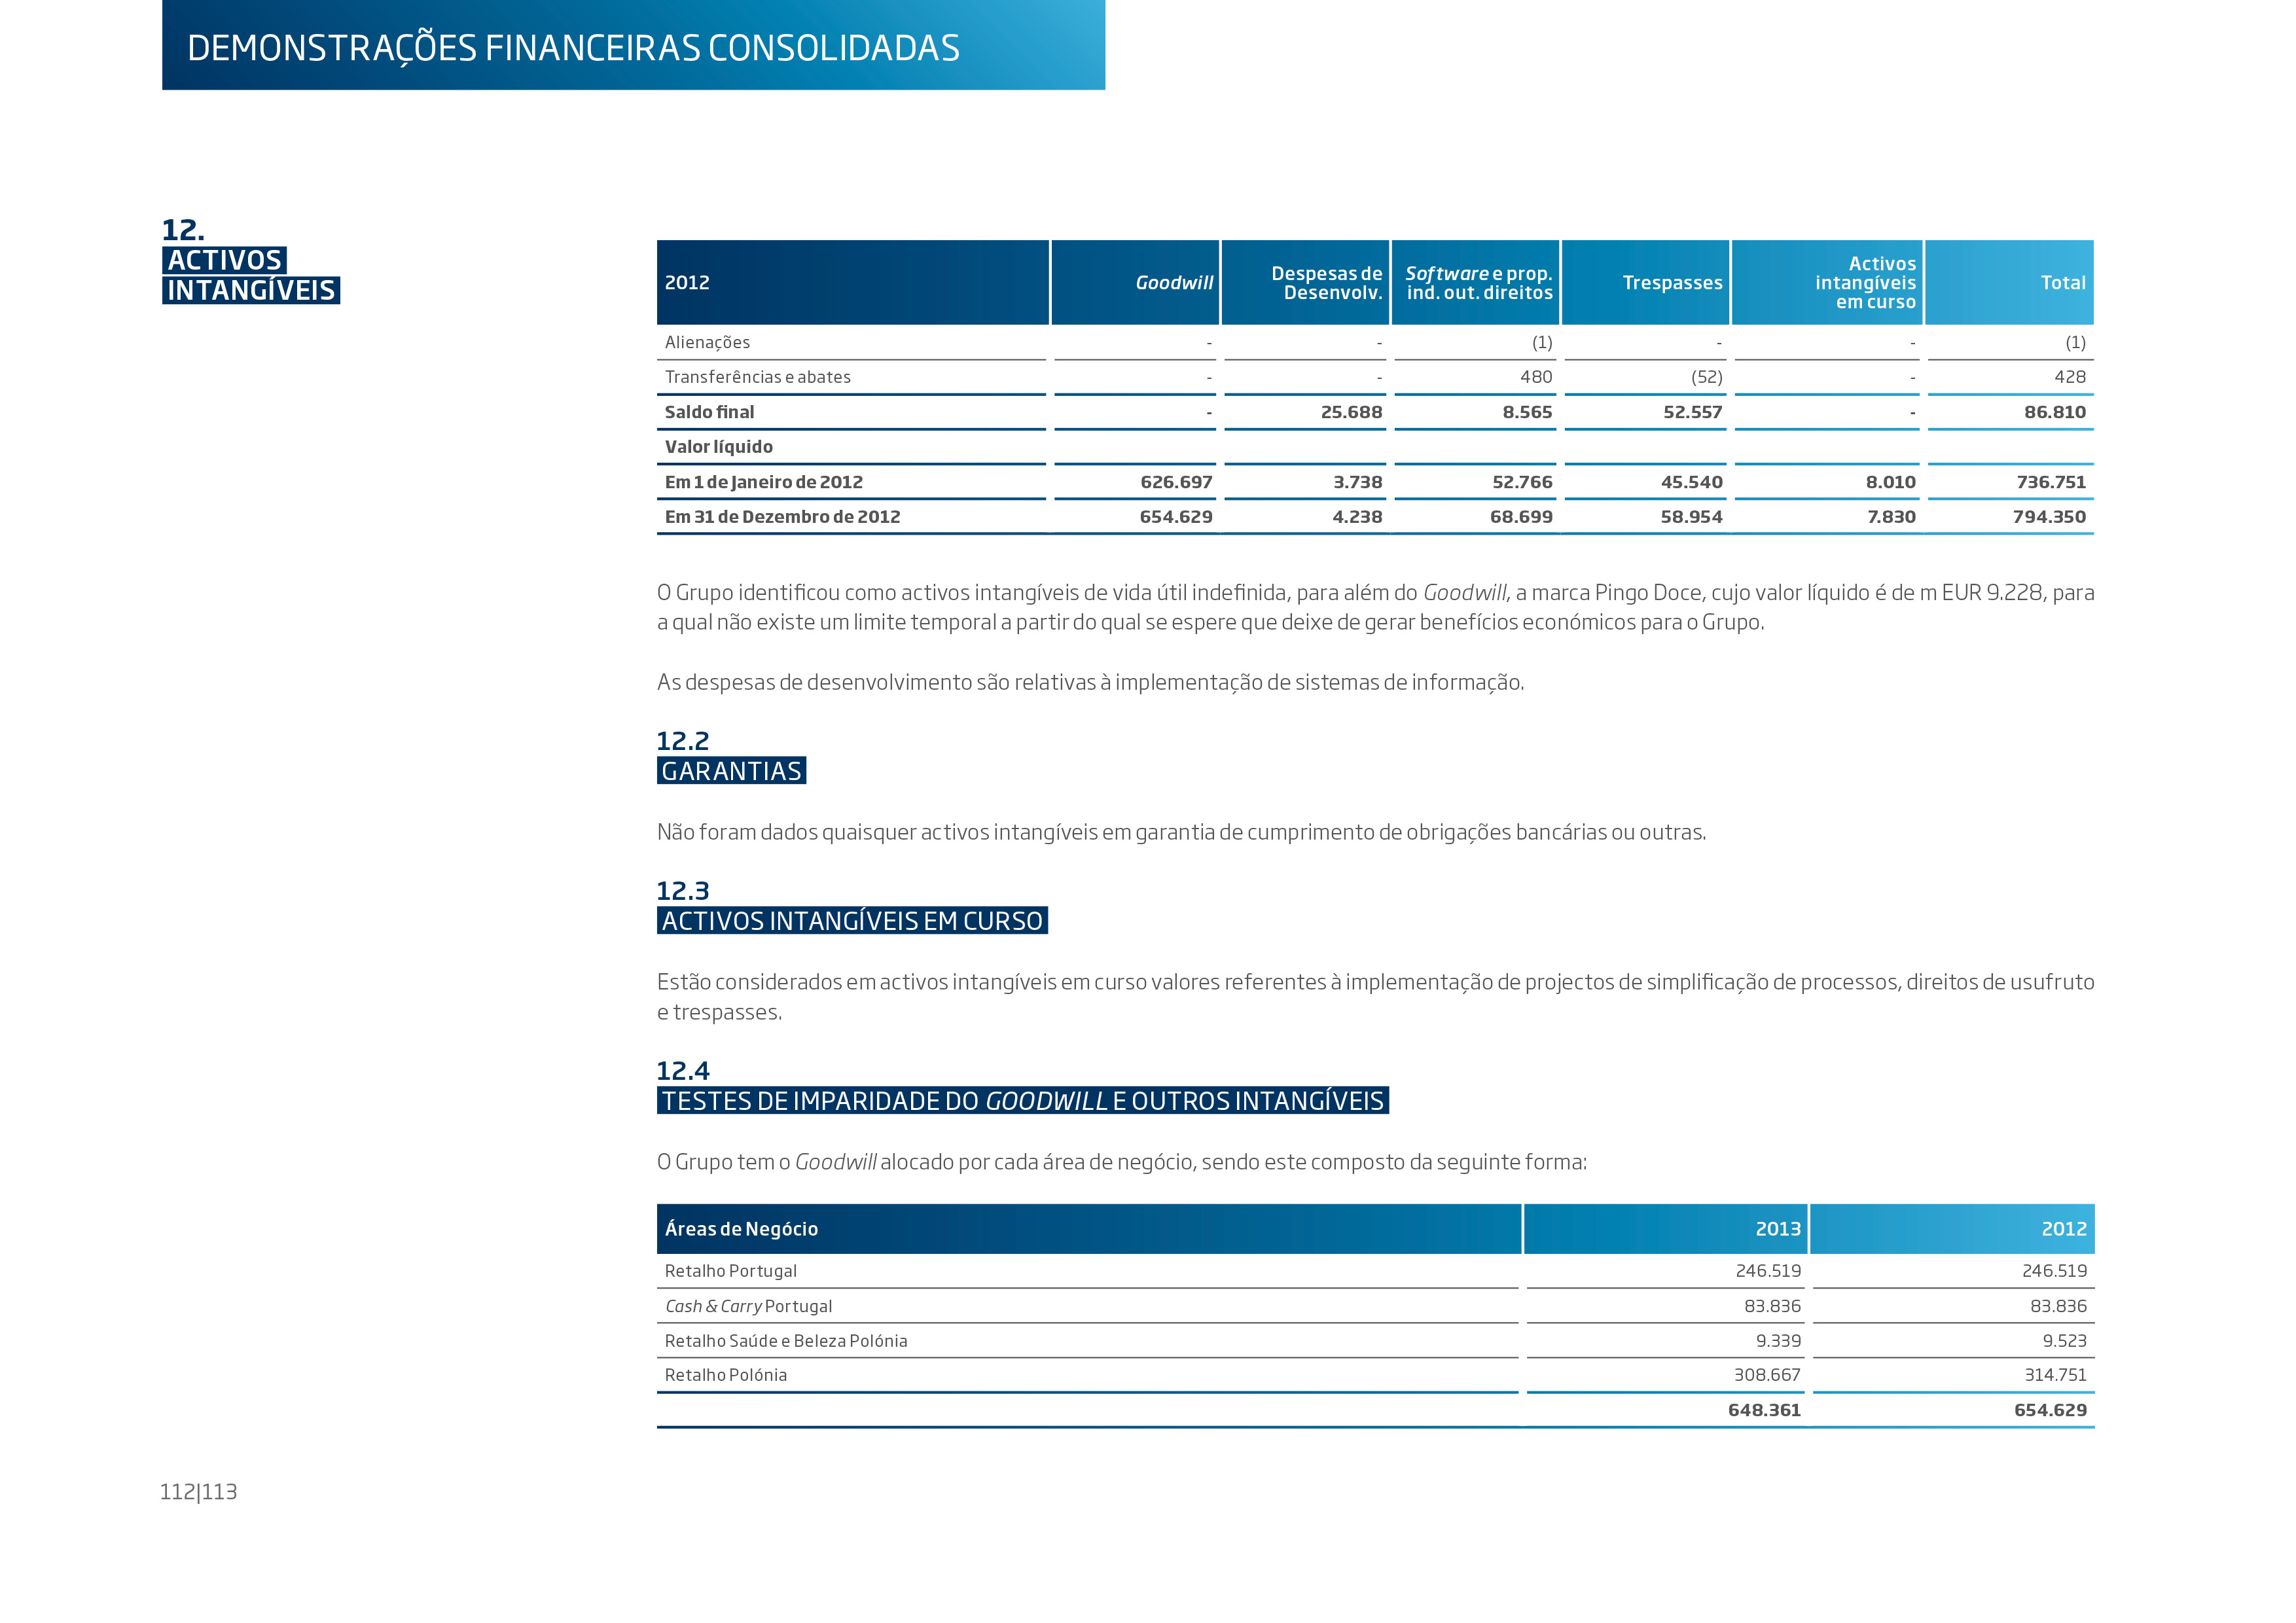 DEMONSTRAÇÕES FINANCEIRAS CONSOLIDADAS
12.
ACTIVOS
INTANGÍVEIS
2012 Goodwill Despesas de Desenvolv. Software e prop. ind. out. direitos Trespasses Activos intangíveis em curso Total
Alienações - - (1) - - (1)
Transferências e abates - - 480 (52) - 428
Saldo final - 25.688 8.565 52.557 - 86.810
Valor líquido
Em 1 de Janeiro de 2012 626.697 3.738 52.766 45.540 8.010 736.751
Em 31 de Dezembro de 2012 654.629 4.238 68.699 58.954 7.830 794.350
O Grupo identificou como activos intangíveis de vida útil indefinida, para além do Goodwill, a marca Pingo Doce, cujo valor líquido é de m EUR 9.228, para
a qual não existe um limite temporal a partir do qual se espere que deixe de gerar benefícios económicos para o Grupo.
As despesas de desenvolvimento são relativas à implementação de sistemas de informação.
12.2
GARANTIAS
Não foram dados quaisquer activos intangíveis em garantia de cumprimento de obrigações bancárias ou outras.
12.3
ACTIVOS INTANGÍVEIS EM CURSO
Estão considerados em activos intangíveis em curso valores referentes à implementação de projectos de simplificação de processos, direitos de usufruto
e trespasses.
12.4
TESTES DE IMPARIDADE DO GOODWILL E OUTROS INTANGÍVEIS
O Grupo tem o Goodwill alocado por cada área de negócio, sendo este composto da seguinte forma:
Áreas de Negócio 2013 2012
Retalho Portugal 246.519 246.519
Cash & Carry Portugal 83.836 83.836
Retalho Saúde e Beleza Polónia 9.339 9.523
Retalho Polónia 308.667 314.751
648.361 654.629
112|113